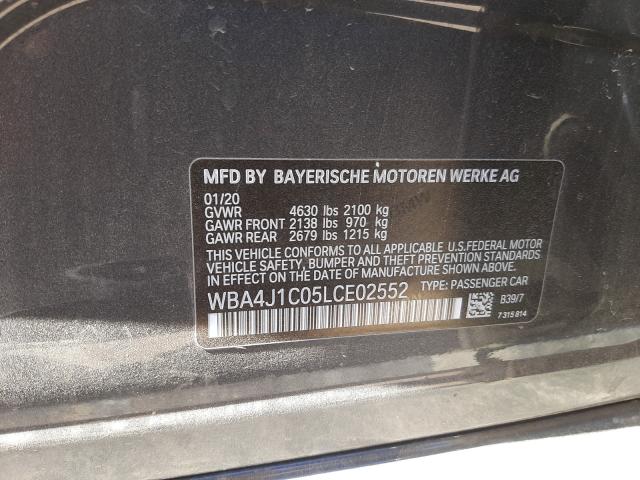 MFD BY BAYERISCHE MOTOREN WERKE AG
01/20
GVWR 4630 lbs 2100 kg
GAWR FRONT 2138 lbs 970 kg
GAWR REAR 2679 lbs 1215 kg
THIS VEHICLE CONFORMS TO ALL APPLICABLE U.S.FEDERAL MOTOR
VEHICLE SAFETY, BUMPER AND THEFT PREVENTION STANDARDS
IN EFFECT ON THE DATE OF MANUFACTURE SHOWN ABOVE.
WBA4J1C05LCE02552 TYPE: PASSENGER CAR
B39/7
7 315 814